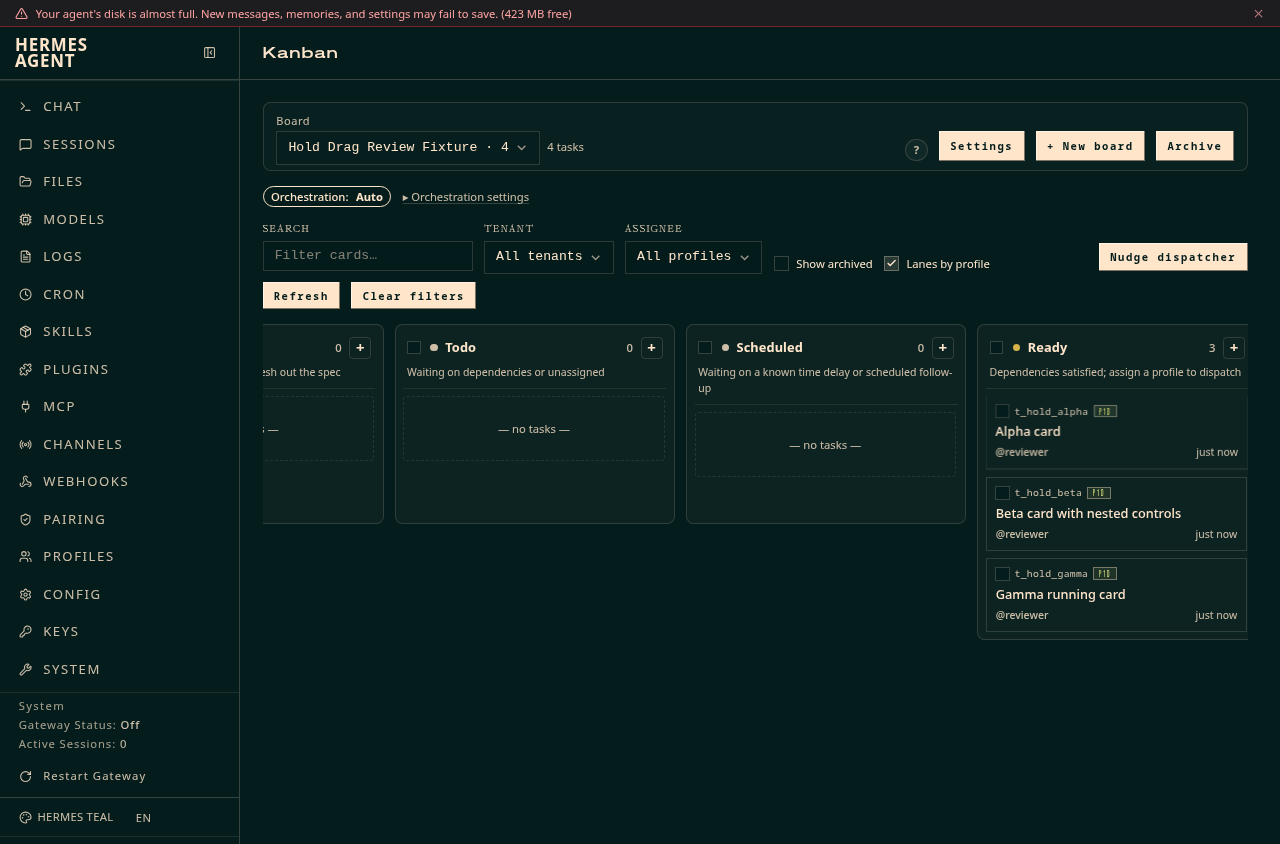 Your agent's disk is almost full. New messages, memories, and settings may fail to save. (423 MB free)
HERMES
AGENT
Kanban
CHAT
SESSIONS
FILES
MODELS
LOGS
CRON
SKILLS
PLUGINS
MCP
CHANNELS
WEBHOOKS
PAIRING
PROFILES
CONFIG
KEYS
SYSTEM
System
Gateway Status: Off
Active Sessions: 0
Restart Gateway
HERMES TEAL EN
Board
Hold Drag Review Fixture · 4
4 tasks
?
Settings
+ New board
Archive
Orchestration: Auto
▸ Orchestration settings
SEARCH
Filter cards…
TENANT
All tenants
ASSIGNEE
All profiles
Show archived
Lanes by profile
Nudge dispatcher
Refresh
Clear filters
0 +
esh out the spec
—
Todo 0 +
Waiting on dependencies or unassigned
— no tasks —
Scheduled 0 +
Waiting on a known time delay or scheduled follow-
up
— no tasks —
Ready 3 +
Dependencies satisfied; assign a profile to dispatch
t_hold_alpha P10
Alpha card
@reviewer just now
t_hold_beta P10
Beta card with nested controls
@reviewer just now
t_hold_gamma P10
Gamma running card
@reviewer just now